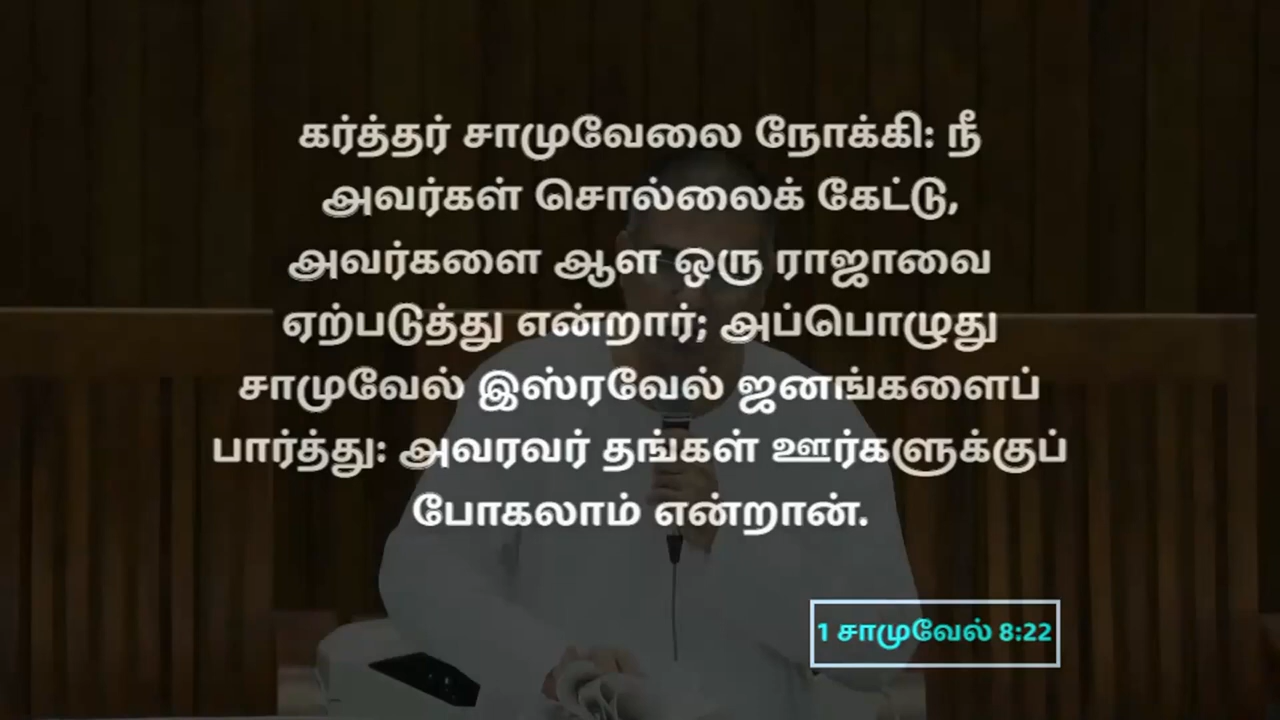 கர்த்தர் சாமுவேலை நோக்கி: நீ
அவர்கள் சொல்லைக் கேட்டு,
அவர்களை ஆள ஒரு ராஜாவை
ஏற்படுத்து என்றார்; அப்பொழுது
சாமுவேல் இஸ்ரவேல் ஜனங்களைப்
பார்த்து: அவரவர் தங்கள் ஊர்களுக்குப்
போகலாம் என்றான்.
1 சாமுவேல் 8:22